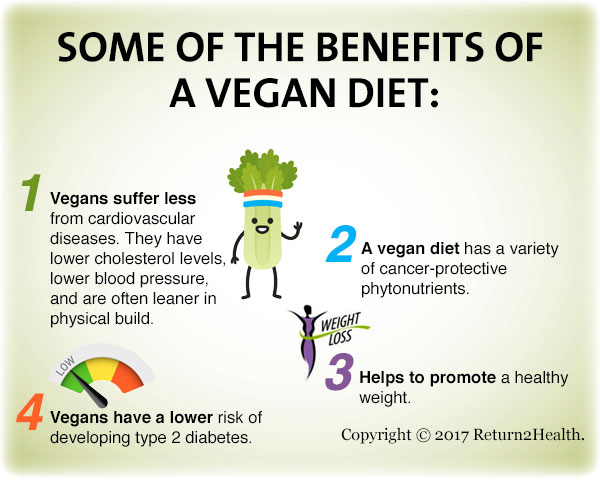 SOME OF THE BENEFITS OF
A VEGAN DIET:
1 Vegans suffer less
from cardiovascular
diseases. They have
lower cholesterol levels,
lower blood pressure,
and are often leaner in
physical build.
2 A vegan diet has a variety
of cancer-protective
phytonutrients.
WEIGHT
LOSS
3 Helps to promote a healthy
weight.
LOW
4 Vegans have a lower risk of
developing type 2 diabetes.
Copyright © 2017 Return2Health.